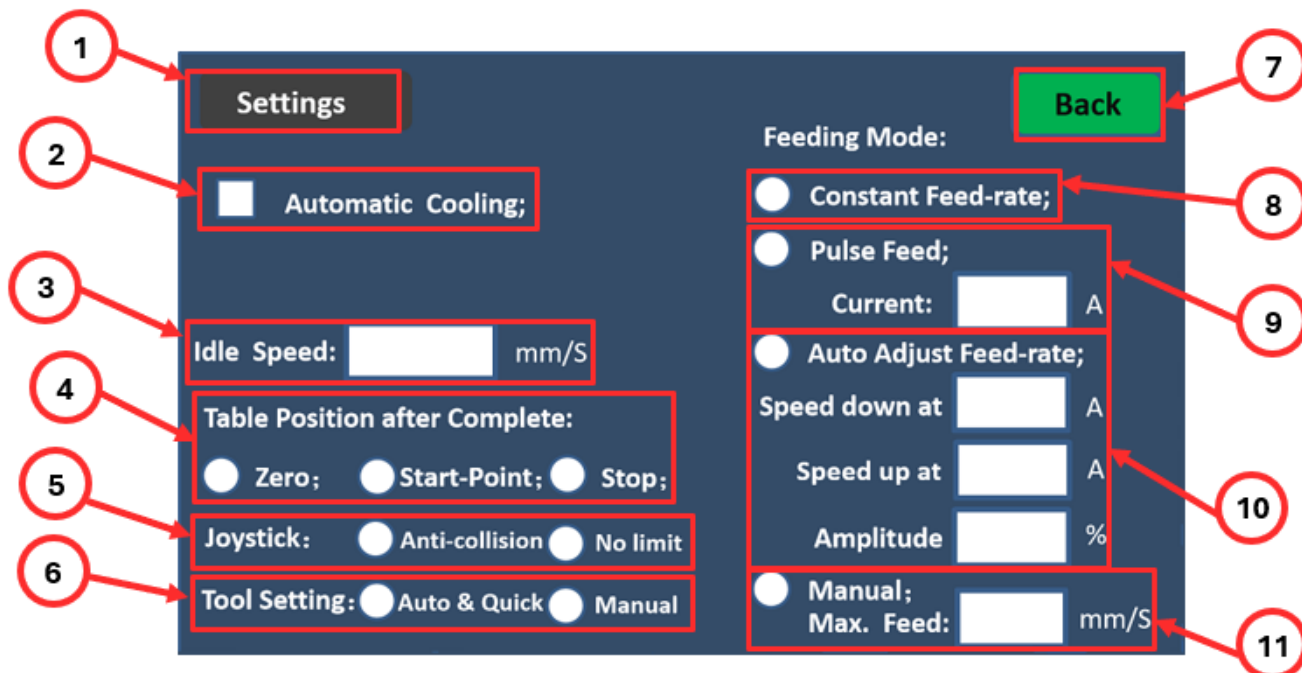 1
Settings
2
Automatic Cooling;
3
Idle Speed:
mm/S
4
Table Position after Complete:
Zero;
Start-Point;
Stop;
5
Joystick:
Anti-collision
No limit
6
Tool Setting:
Auto & Quick
Manual
7
Back
Feeding Mode:
8
Constant Feed-rate;
9
Pulse Feed;
Current:
A
10
Auto Adjust Feed-rate;
Speed down at
A
Speed up at
A
Amplitude
%
11
Manual;
Max. Feed:
mm/S